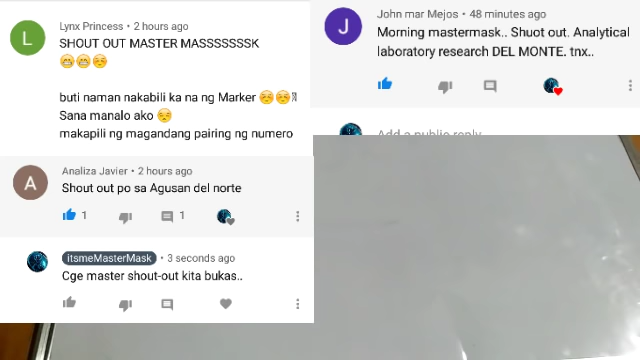 Lynx Princess • 2 hours ago
SHOUT OUT MASTER MASSSSSSSK
😁😁☺️
buti naman nakabili ka na ng Marker ☺️☺️
Sana manalo ako ☺️
makapili ng magandang pairing ng numero
A
Analiza Javier • 2 hours ago
Shout out po sa Agusan del norte
1 1
itsmeMasterMask • 3 seconds ago
Cge master shout-out kita bukas..
L
J
John mar Mejos • 48 minutes ago
Morning mastermask.. Shuot out. Analytical
laboratory research DEL MONTE. tnx..
Add a public reply